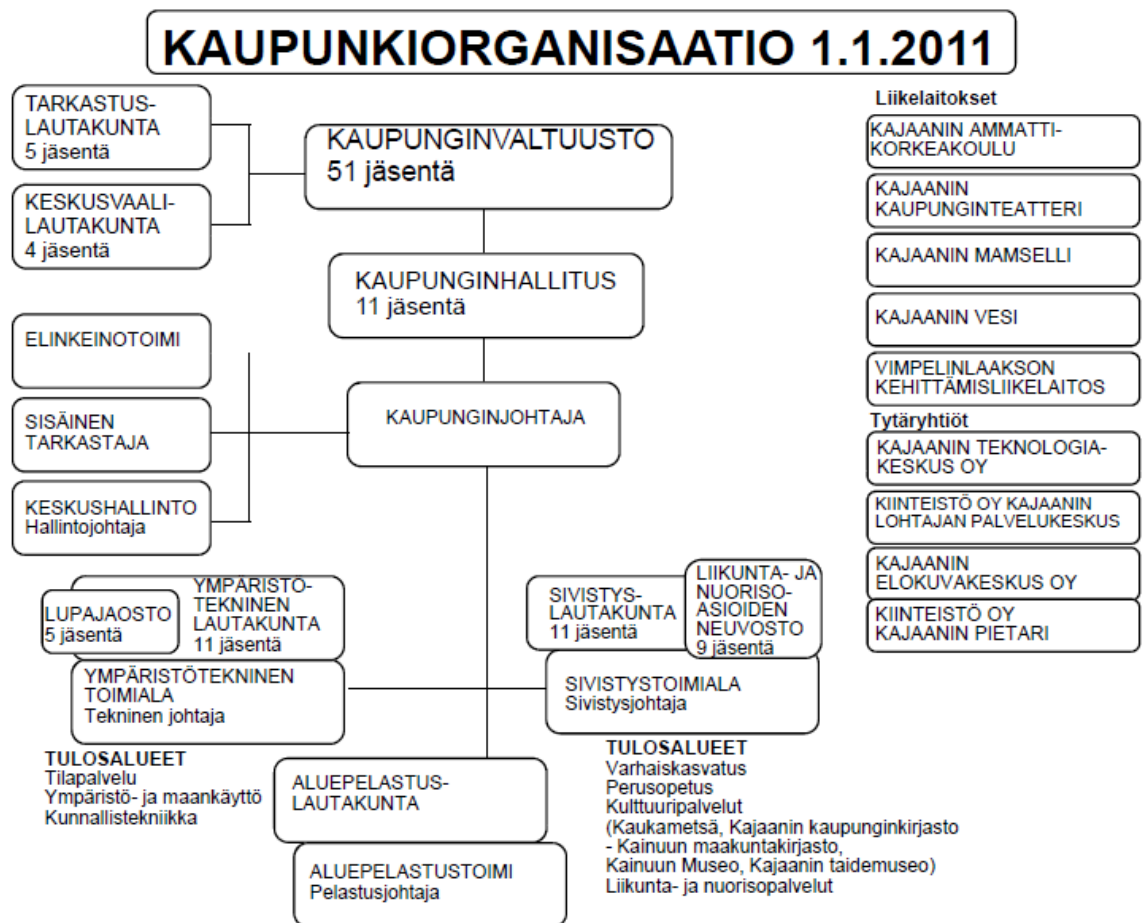 KAUPUNKIORGANISAATIO 1.1.2011
TARKASTUS-
LAUTAKUNTA
5 jäsentä
KESKUSVAALI-
LAUTAKUNTA
4 jäsentä
KAUPUNGINVALTUUSTO
51 jäsentä
KAUPUNGINHALLITUS
11 jäsentä
ELINKEINOTOIMI
SISÄINEN
TARKASTAJA
KESKUSHALLINTO
Hallintojohtaja
KAUPUNGINJOHTAJA
LUPAJAOSTO
5 jäsentä
YMPÄRISTÖ-
TEKNINEN
LAUTAKUNTA
11 jäsentä
YMPÄRISTÖTEKNINEN
TOIMIALA
Tekninen johtaja
TULOSALUEET
Tilapalvelu
Ympäristö- ja maankäyttö
Kunnallistekniikka
SIVISTYS-
LAUTAKUNTA
11 jäsentä
LIIKUNTA- JA
NUORISO-
ASIOIDEN
NEUVOSTO
9 jäsentä
SIVISTYSTOIMIALA
Sivistysjohtaja
TULOSALUEET
Varhaiskasvatus
Perusopetus
Kulttuuripalvelut
(Kaukametsä, Kajaanin kaupunginkirjasto
- Kainuun maakuntakirjasto,
Kainuun Museo, Kajaanin taidemuseo)
Liikunta- ja nuorisopalvelut
ALUEPELASTUS-
LAUTAKUNTA
ALUEPELASTUSTOIMI
Pelastusjohtaja
Liikelaitokset
KAJAANIN AMMATTI-
KORKEAKOULU
KAJAANIN
KAUPUNGINTEATTERI
KAJAANIN MAMSELLI
KAJAANIN VESI
VIMPELINLAAKSON
KEHITTÄMISLIIKELAITOS
Tytäryhtiöt
KAJAANIN TEKNOLOGIA-
KESKUS OY
KIINTEISTÖ OY KAJAANIN
LOHTAJAN PALVELUKESKUS
KAJAANIN
ELOKUVAKESKUS OY
KIINTEISTÖ OY
KAJAANIN PIETARI